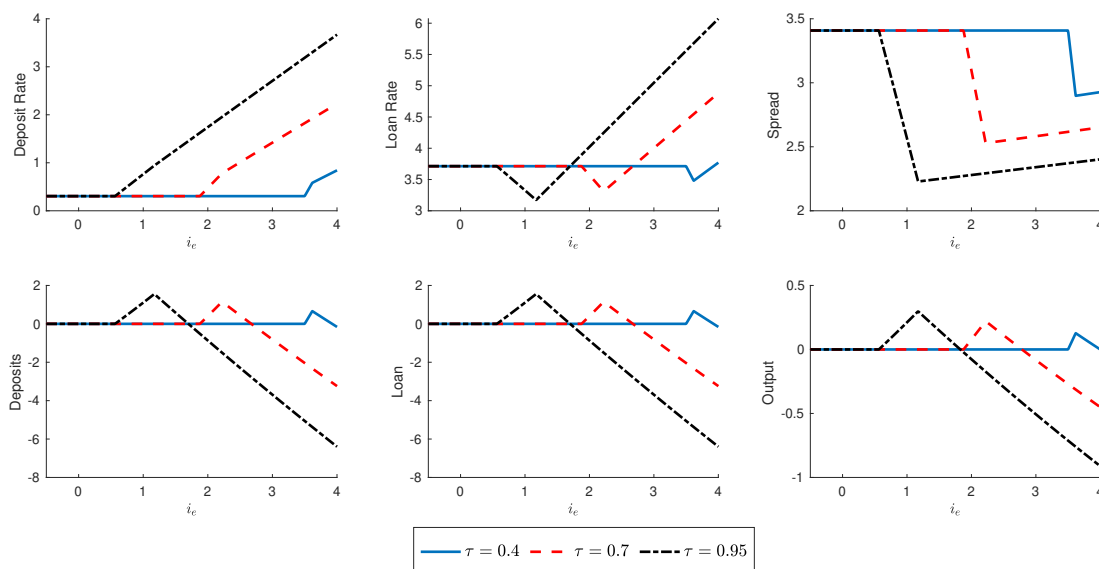 4
3
2
1
0
Deposit Rate
0 1 2 3 4
i_e
6
5.5
5
4.5
4
3.5
3
Loan Rate
0 1 2 3 4
i_e
3.5
3
2.5
2
Spread
0 1 2 3 4
i_e
2
0
-2
-4
-6
-8
Deposits
0 1 2 3 4
i_e
2
0
-2
-4
-6
-8
Loan
0 1 2 3 4
i_e
0.5
0
-0.5
-1
Output
0 1 2 3 4
i_e
τ = 0.4 τ = 0.7 τ = 0.95